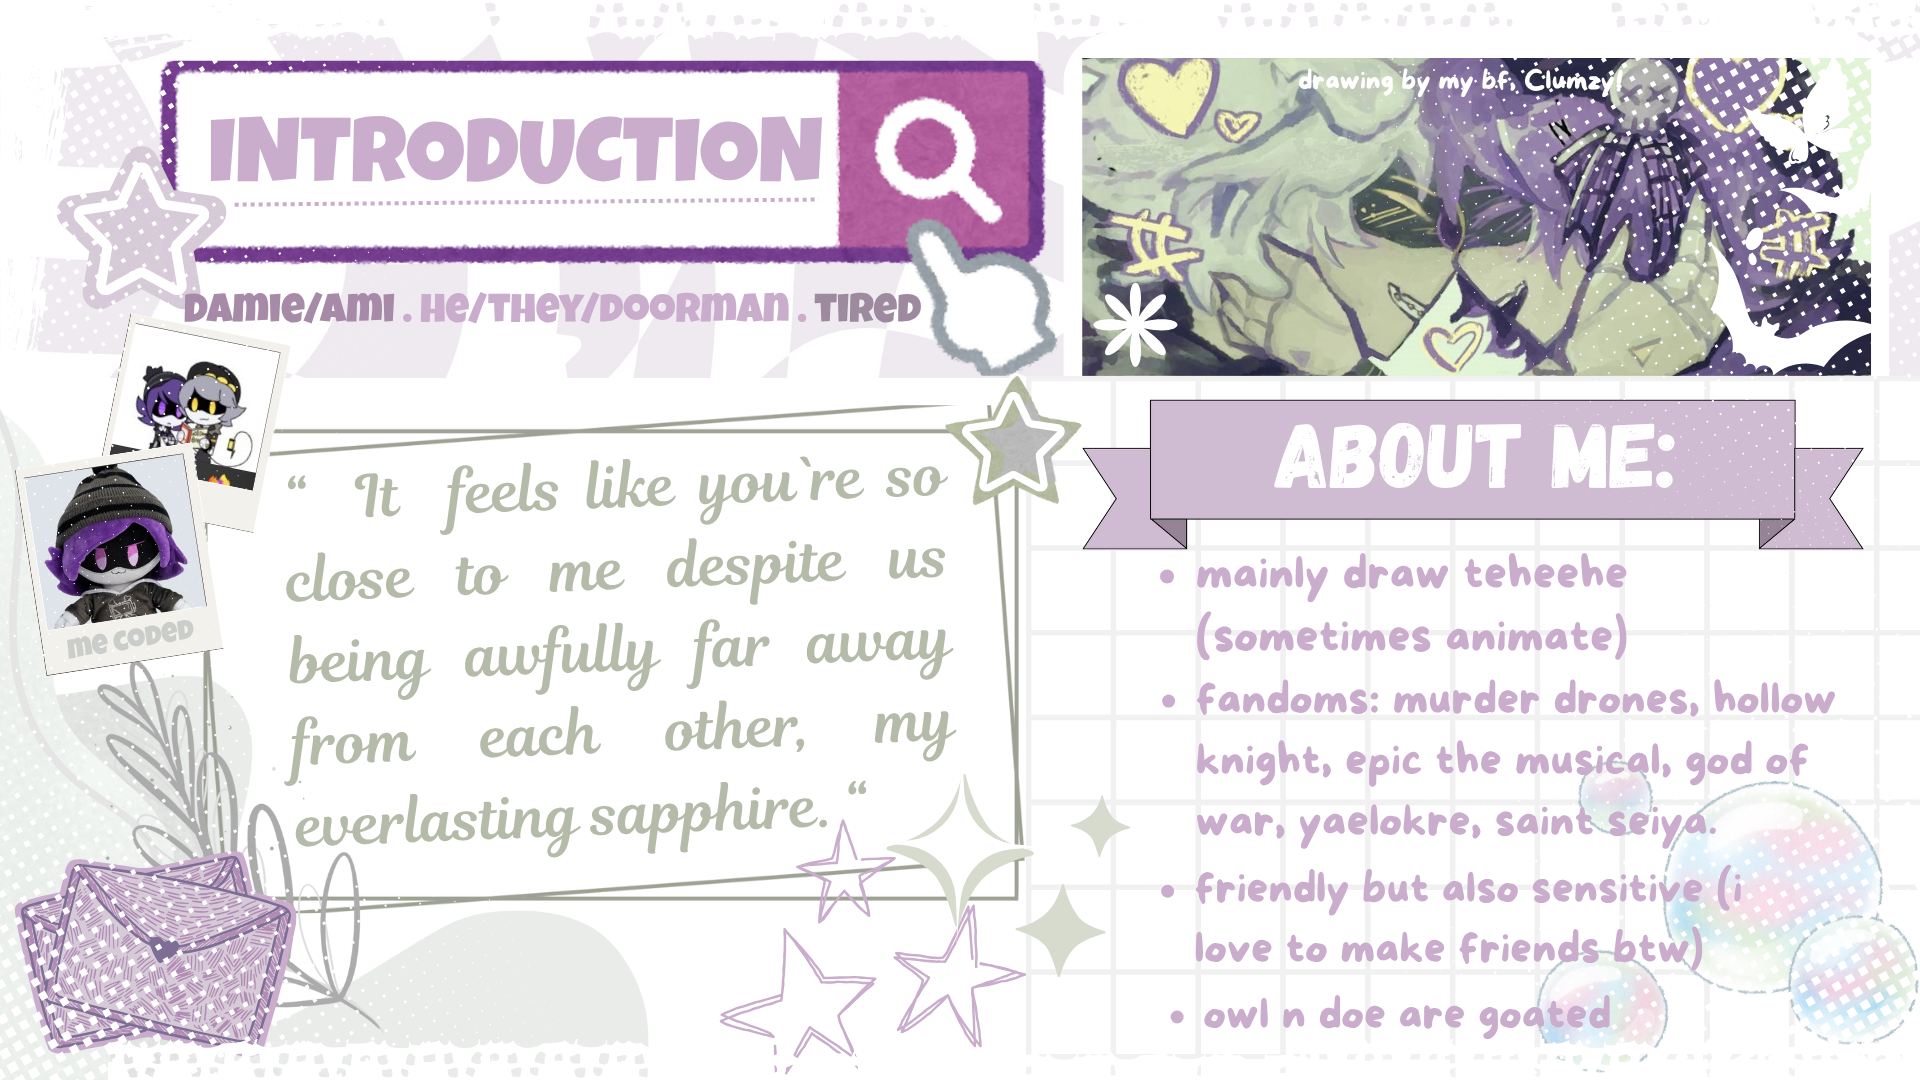 INTRODUCTION
DAMIE/AMI . HE/THEY/DOORMAN . TIRED
drawing by my bf, Clumzy!
me coded
“ It feels like you`re so
close to me despite us
being awfully far away
from each other, my
everlasting sapphire. “
ABOUT ME:
• mainly draw teheehe
(sometimes animate)
• fandoms: murder drones, hollow
knight, epic the musical, god of
war, yaelokre, saint seiya.
• friendly but also sensitive (i
love to make friends btw)
• owl n doe are goated